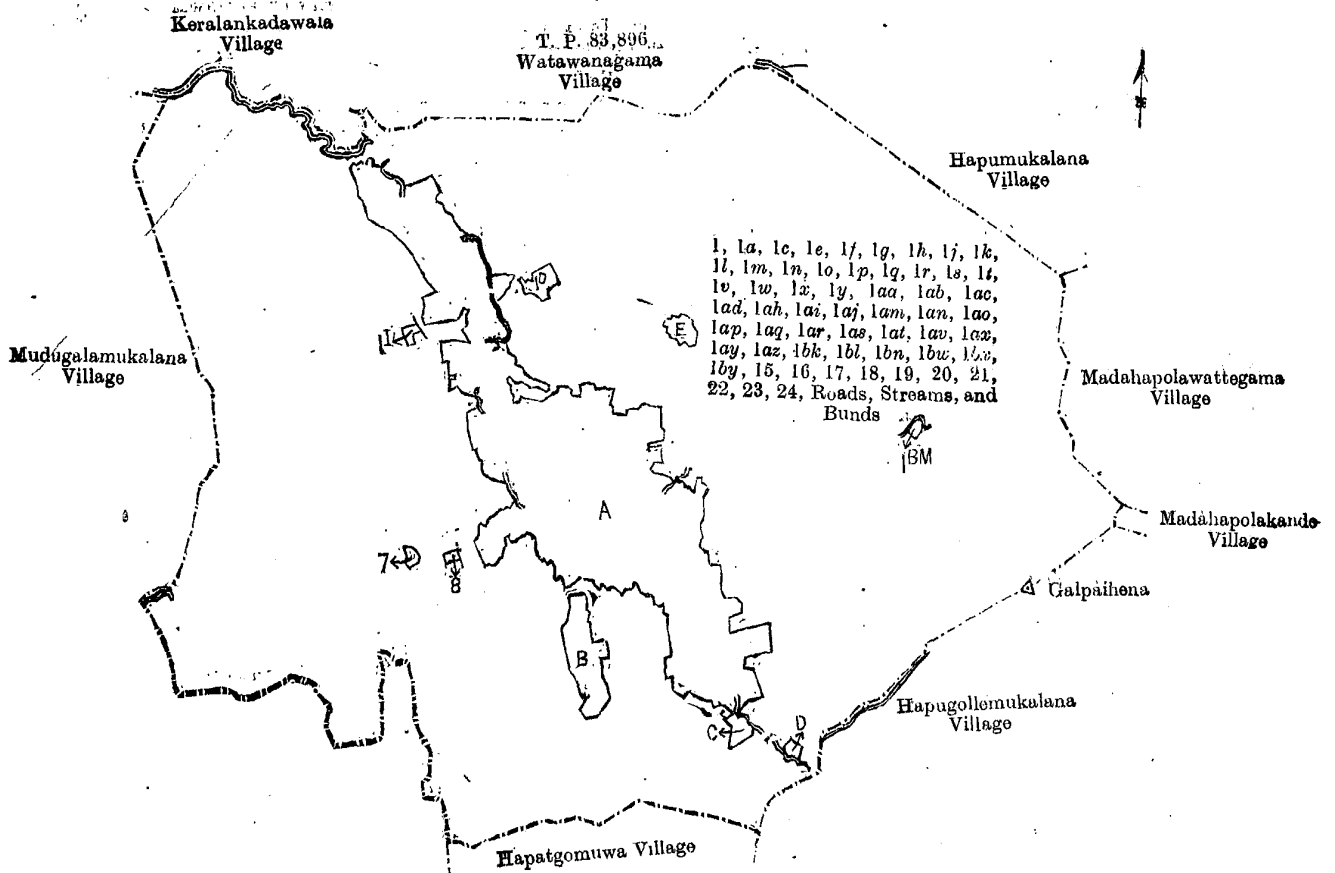 Keralankadawala
Village
T. P. 83,896
Watawanagama
Village
Hapumukalana
Village
1, 1a, 1c, 1e, 1f, 1g, 1h, 1j, 1k,
1l, 1m, 1n, 1o, 1p, 1q, 1r, 1s, 1t,
1v, 1w, 1x, 1y, 1aa, 1ab, 1ac,
1ad, 1ah, 1ai, 1aj, 1am, 1an, 1ao,
1ap, 1aq, 1ar, 1as, 1at, 1av, 1ax,
1ay, 1az, 1bk, 1bl, 1bn, 1bw, 1bx,
1by, 15, 16, 17, 18, 19, 20, 21,
22, 23, 24, Roads, Streams, and
Bunds
E
Mudugalamukalana
Village
Madahapolawattegama
Village
BM
A
Madahapolakande
Village
7
8
Galpaihena
B
Hapugollemukalana
Village
C
D
Hapatgomuwa Village